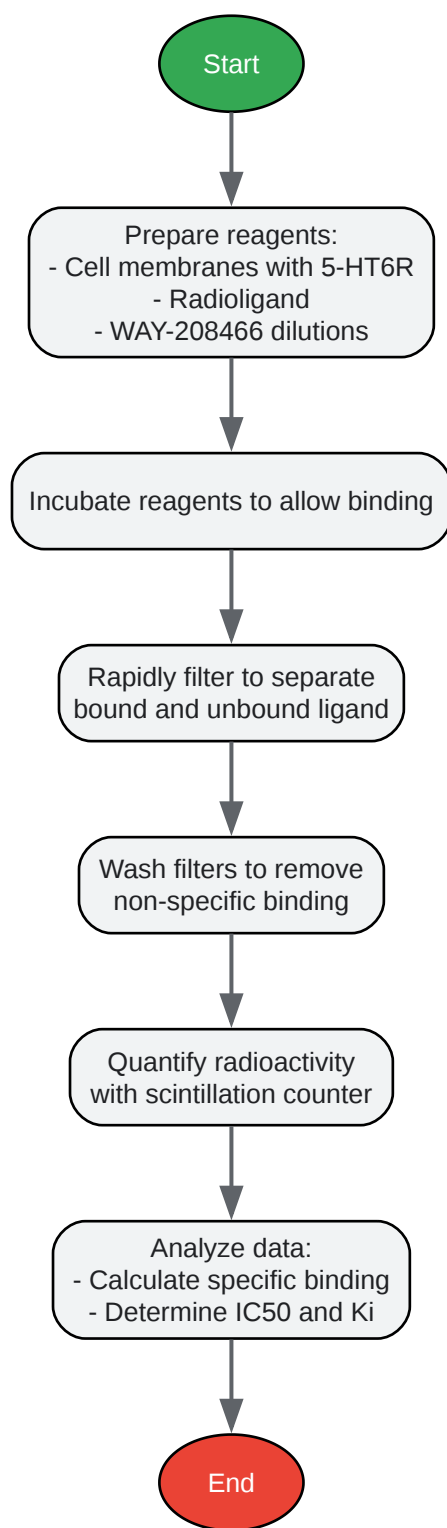 Start
Prepare reagents:
- Cell membranes with 5-HT6R
- Radioligand
- WAY-208466 dilutions
Incubate reagents to allow binding
Rapidly filter to separate
bound and unbound ligand
Wash filters to remove
non-specific binding
Quantify radioactivity
with scintillation counter
Analyze data:
- Calculate specific binding
- Determine IC50 and Ki
End